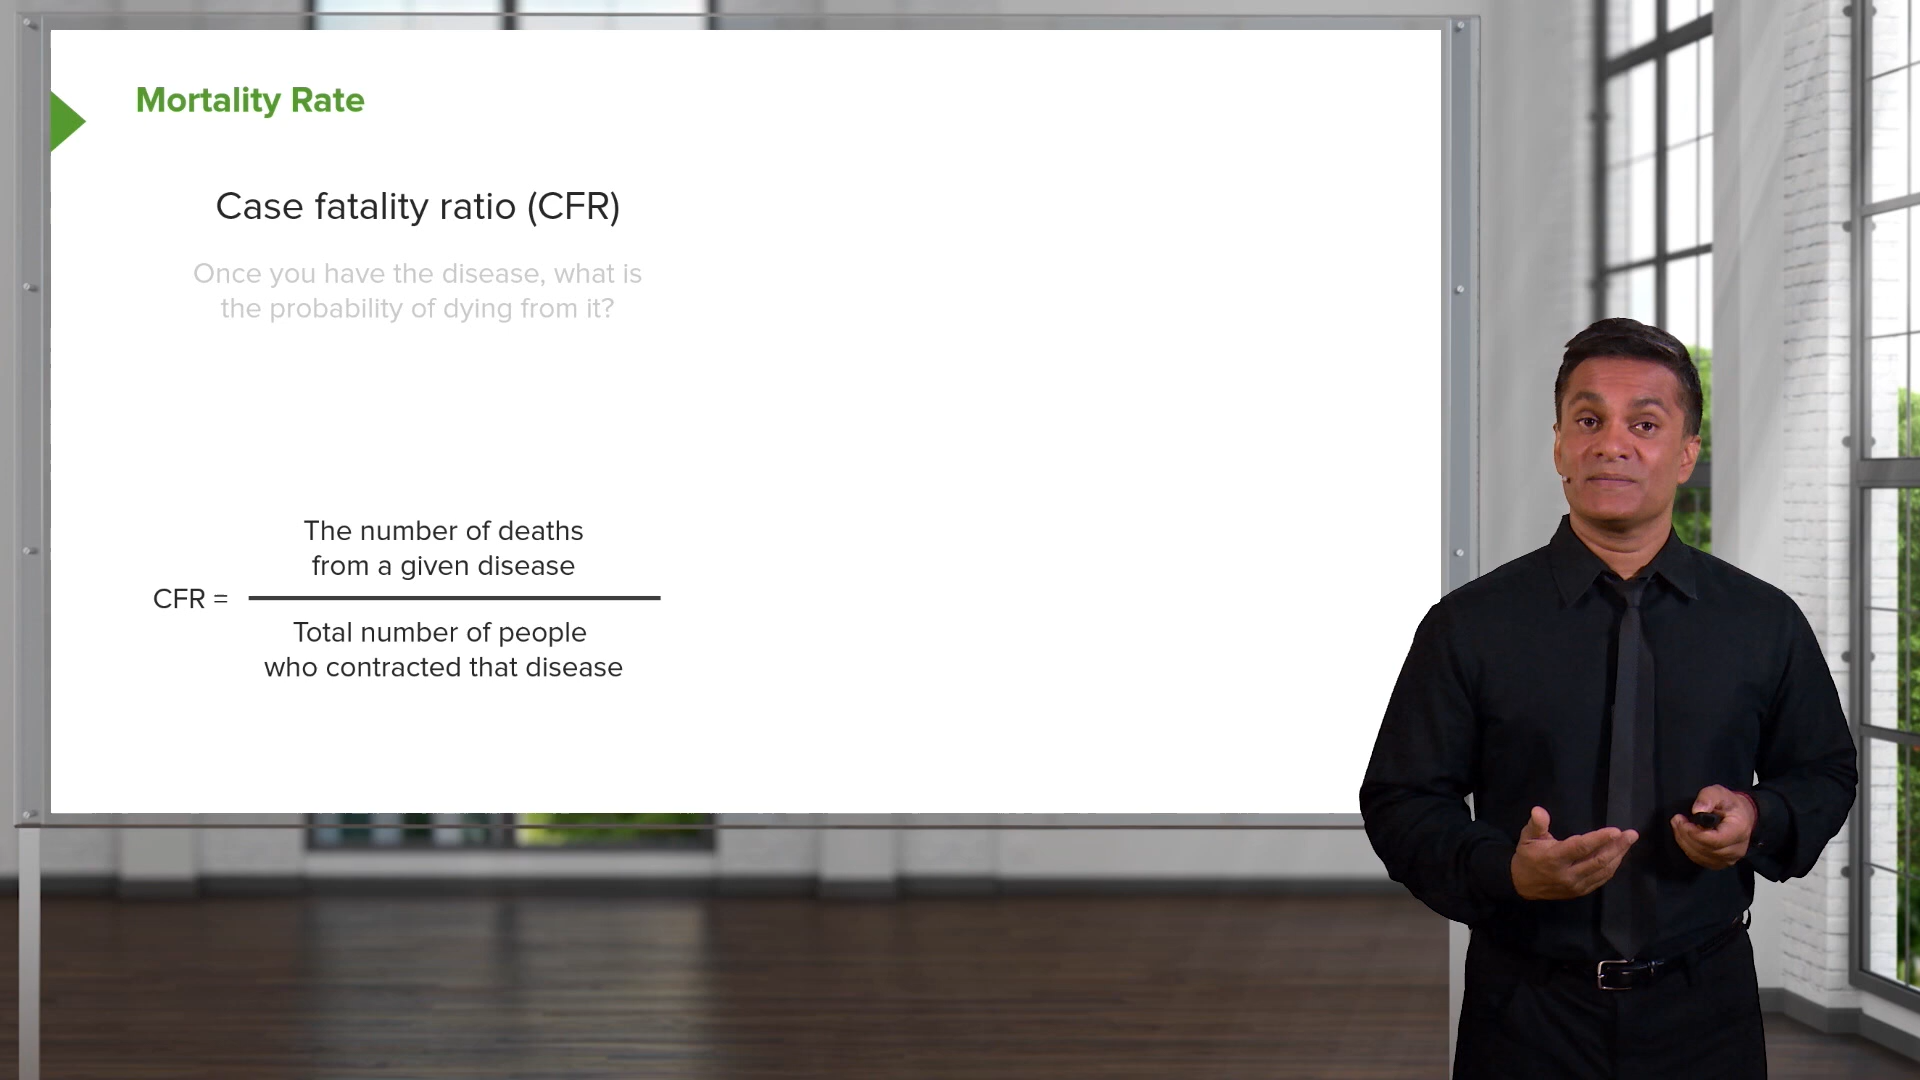 Mortality Rate
Case fatality ratio (CFR)
Once you have the disease, what is
the probability of dying from it?
The number of deaths
from a given disease
CFR =
Total number of people
who contracted that disease